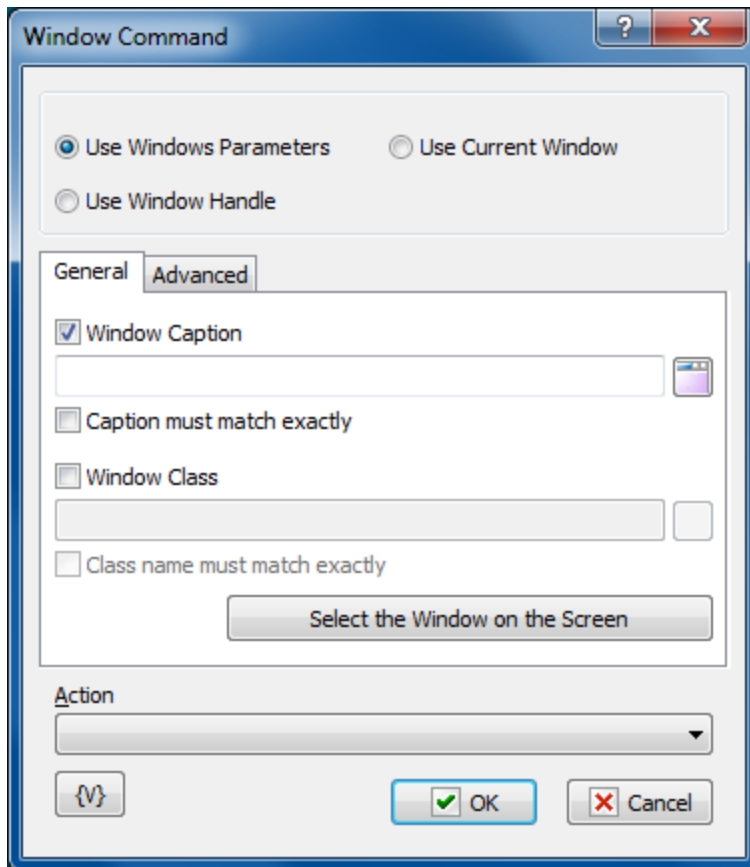 Window Command
?
X
Use Windows Parameters
Use Current Window
Use Window Handle
General
Advanced
Window Caption
Caption must match exactly
Window Class
Class name must match exactly
Select the Window on the Screen
Action
{V}
OK
Cancel